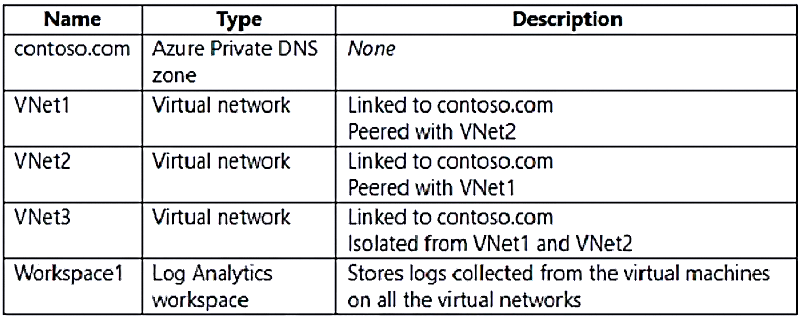 Name Type Description
contoso.com Azure Private DNS None
zone
VNet1 Virtual network Linked to contoso.com
Peered with VNet2
VNet2 Virtual network Linked to contoso.com
Peered with VNet1
VNet3 Virtual network Linked to contoso.com
Isolated from VNet1 and VNet2
Workspace1 Log Analytics Stores logs collected from the virtual machines
workspace on all the virtual networks